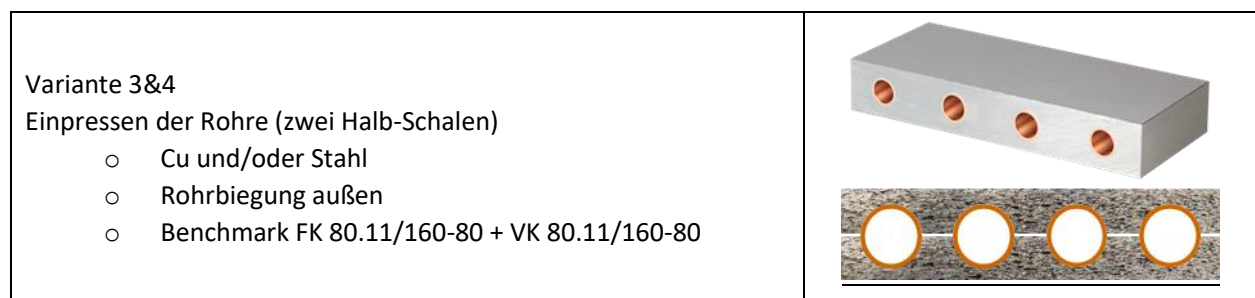 Variante 3&4
Einpressen der Rohre (zwei Halb-Schalen)
o Cu und/oder Stahl
o Rohrbiegung außen
o Benchmark FK 80.11/160-80 + VK 80.11/160-80